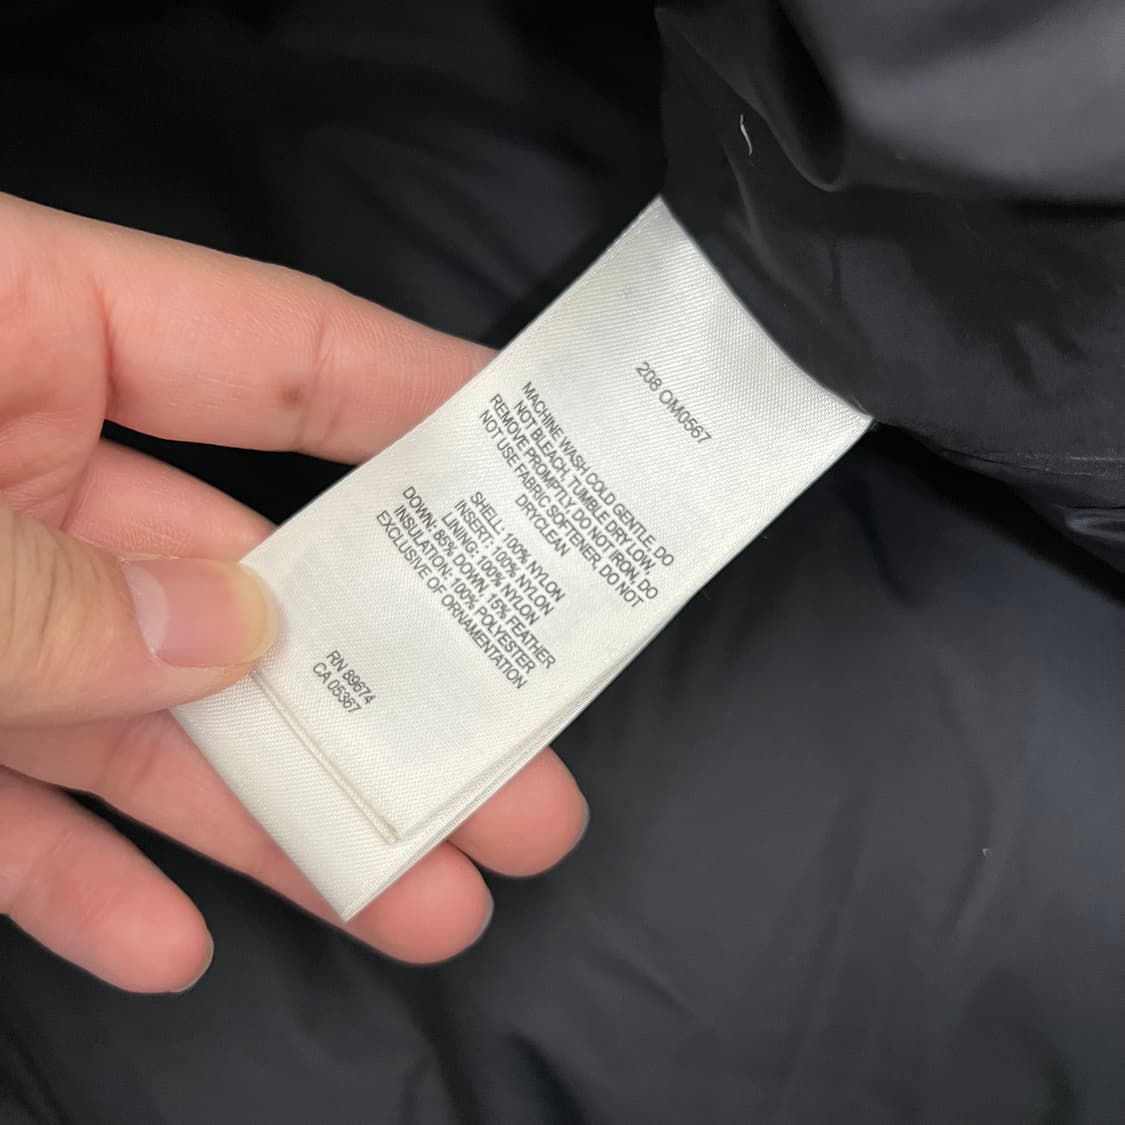 208 OM0567
MACHINE WASH COLD GENTLE, DO
NOT BLEACH, TUMBLE DRY LOW,
REMOVE PROMPTLY, DO NOT IRON, DO
NOT USE FABRIC SOFTENER, DO NOT
DRYCLEAN
SHELL: 100% NYLON
INSERT: 100% NYLON
LINING: 100% NYLON
DOWN: 85% DOWN, 15% FEATHER
INSULATION: 100% POLYESTER
EXCLUSIVE OF ORNAMENTATION
RN 89674
CA 05367